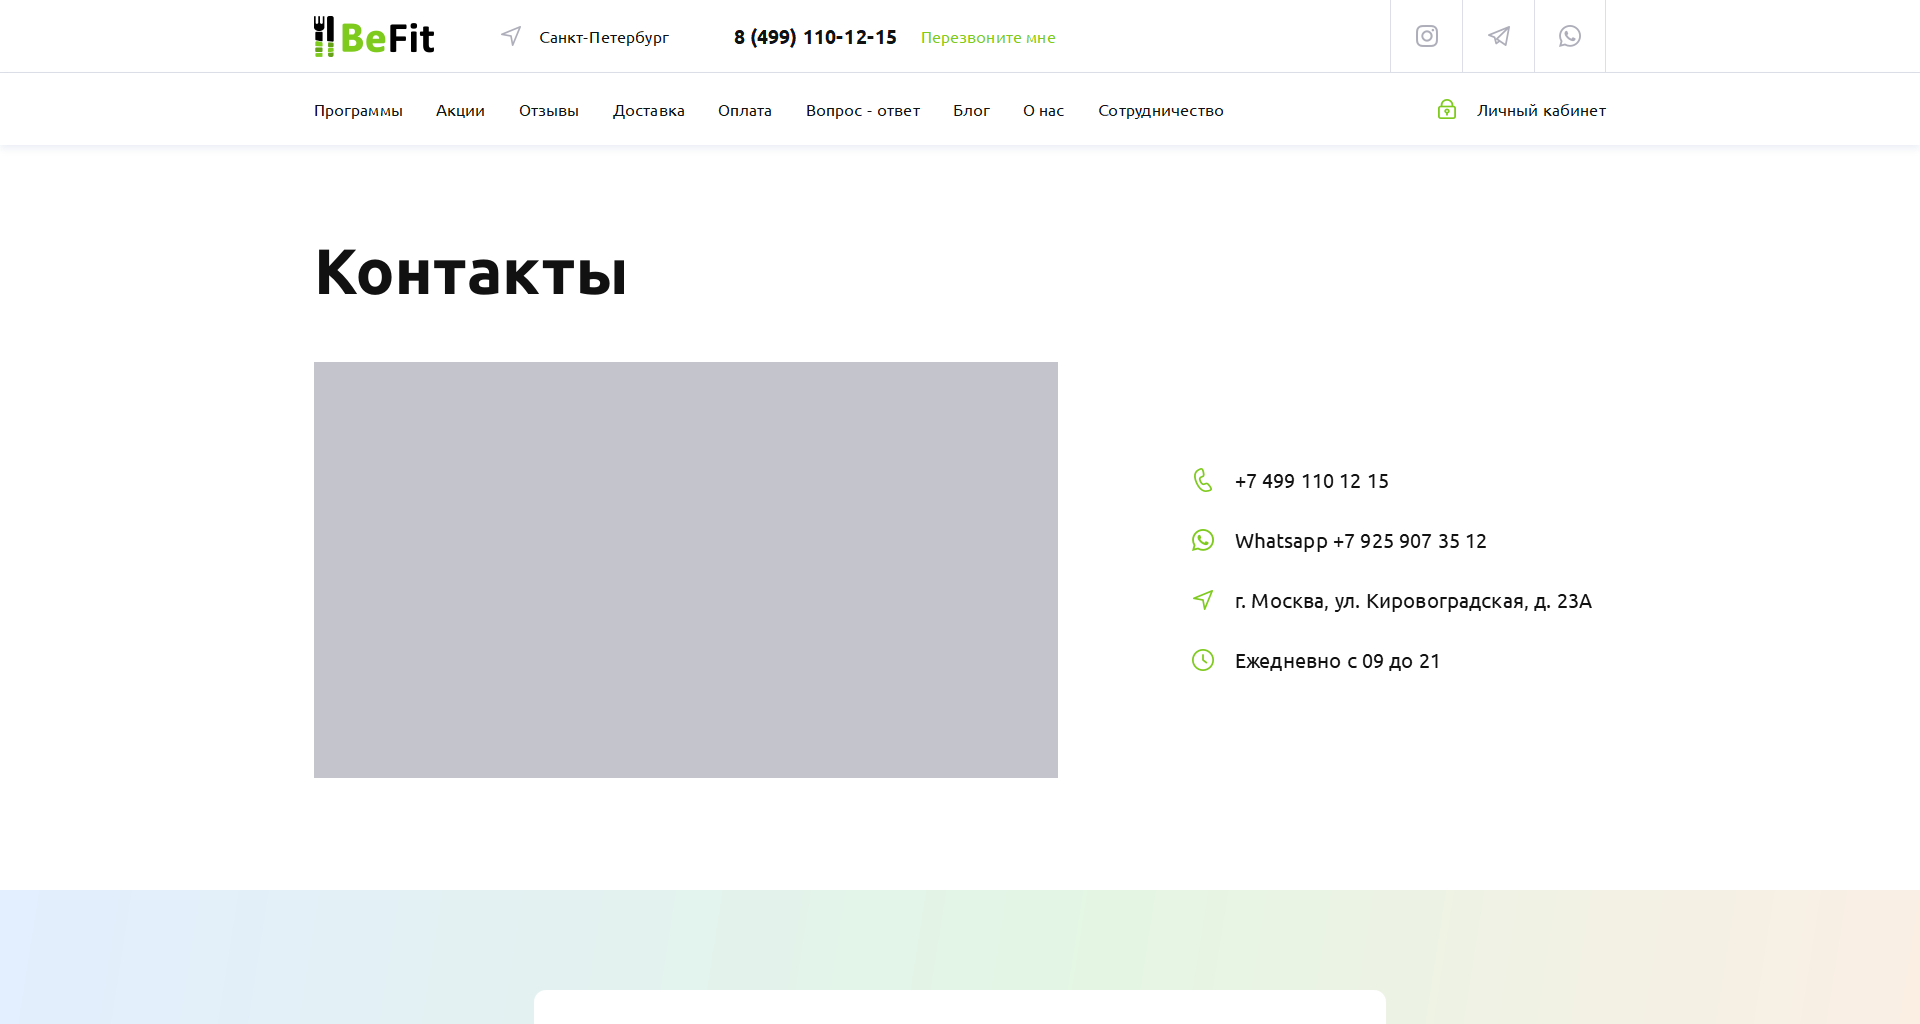 BeFit
Санкт-Петербург
8 (499) 110-12-15
Перезвоните мне
Программы
Акции
Отзывы
Доставка
Оплата
Вопрос - ответ
Блог
О нас
Сотрудничество
Личный кабинет
Контакты
+7 499 110 12 15
Whatsapp +7 925 907 35 12
г. Москва, ул. Кировоградская, д. 23А
Ежедневно с 09 до 21